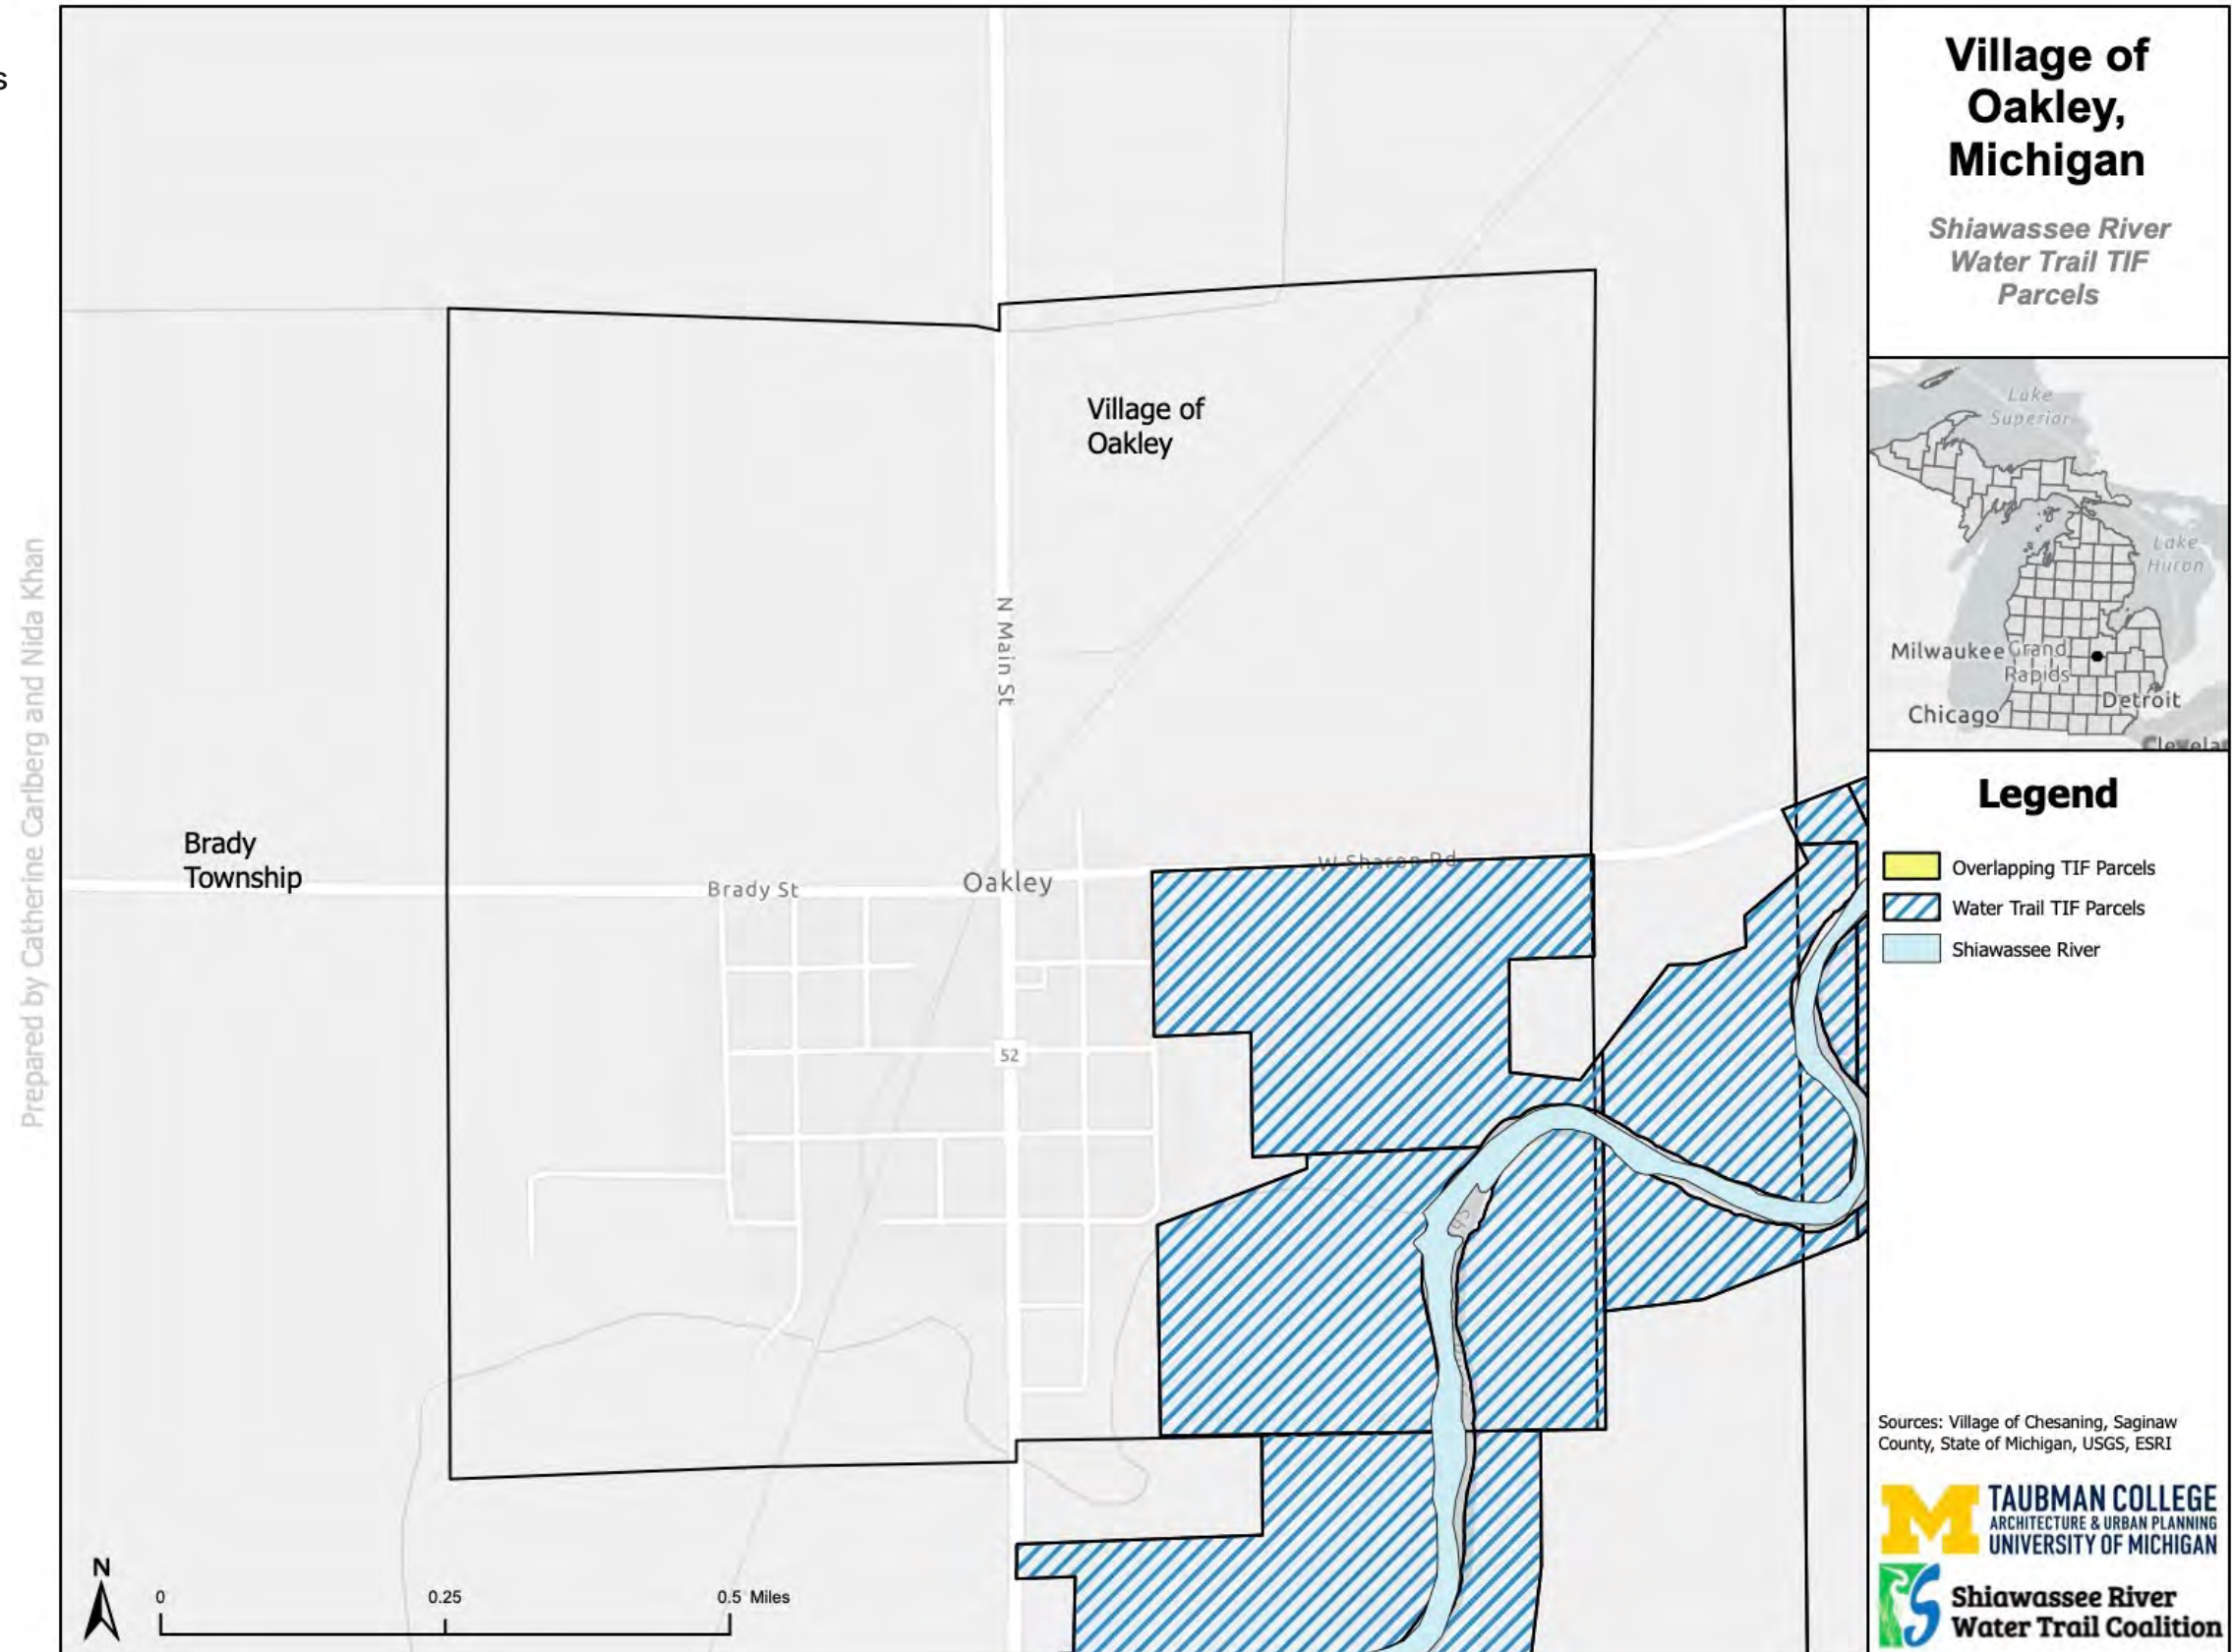 s
Prepared by Catherine Carlberg and Nida Khan
Village of
Oakley
N Main St
Brady
Township
Brady St
Oakley
W Sharon Rd
52
N
0
0.25
0.5 Miles
Village of
Oakley,
Michigan
Shiawassee River
Water Trail TIF
Parcels
Lake
Superior
Lake
Huron
Milwaukee
Grand
Rapids
Detroit
Chicago
Clevela
Legend
Overlapping TIF Parcels
Water Trail TIF Parcels
Shiawassee River
Sources: Village of Chesaning, Saginaw
County, State of Michigan, USGS, ESRI
M TAUBMAN COLLEGE
ARCHITECTURE & URBAN PLANNING
UNIVERSITY OF MICHIGAN
Shiawassee River
Water Trail Coalition